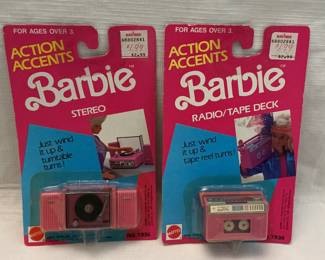 FOR AGES OVER 3.
ACTION
ACCENTS
Barbie
STEREO
Just wind
it up &
turntable
turns!
MATTEL
FOR AGES OVER 3.
ACTION
ACCENTS
Barbie
RADIO/TAPE DECK
Just wind
it up &
tape reel turns!
MATTEL